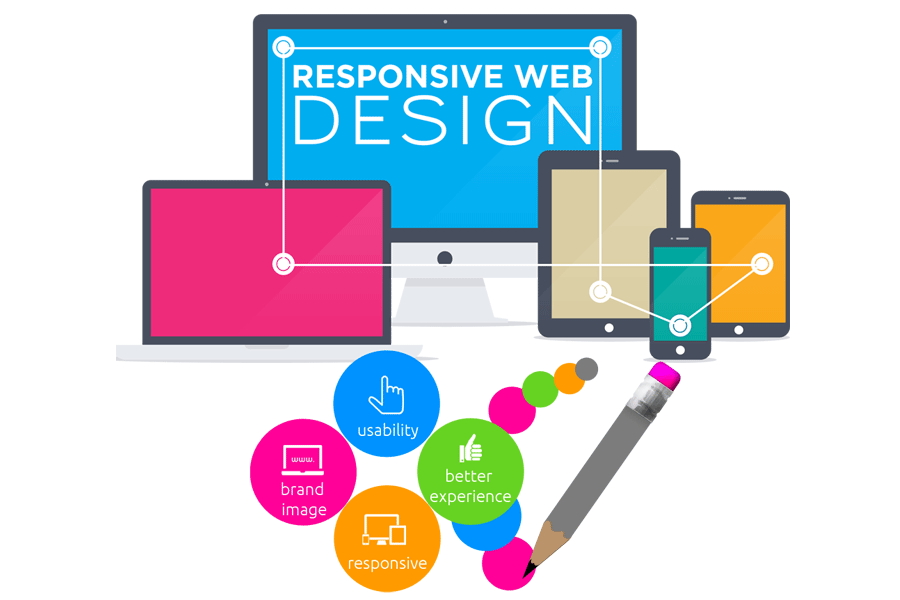 RESPONSIVE WEB
DESIGN
usability
www.
brand
image
better
experience
responsive